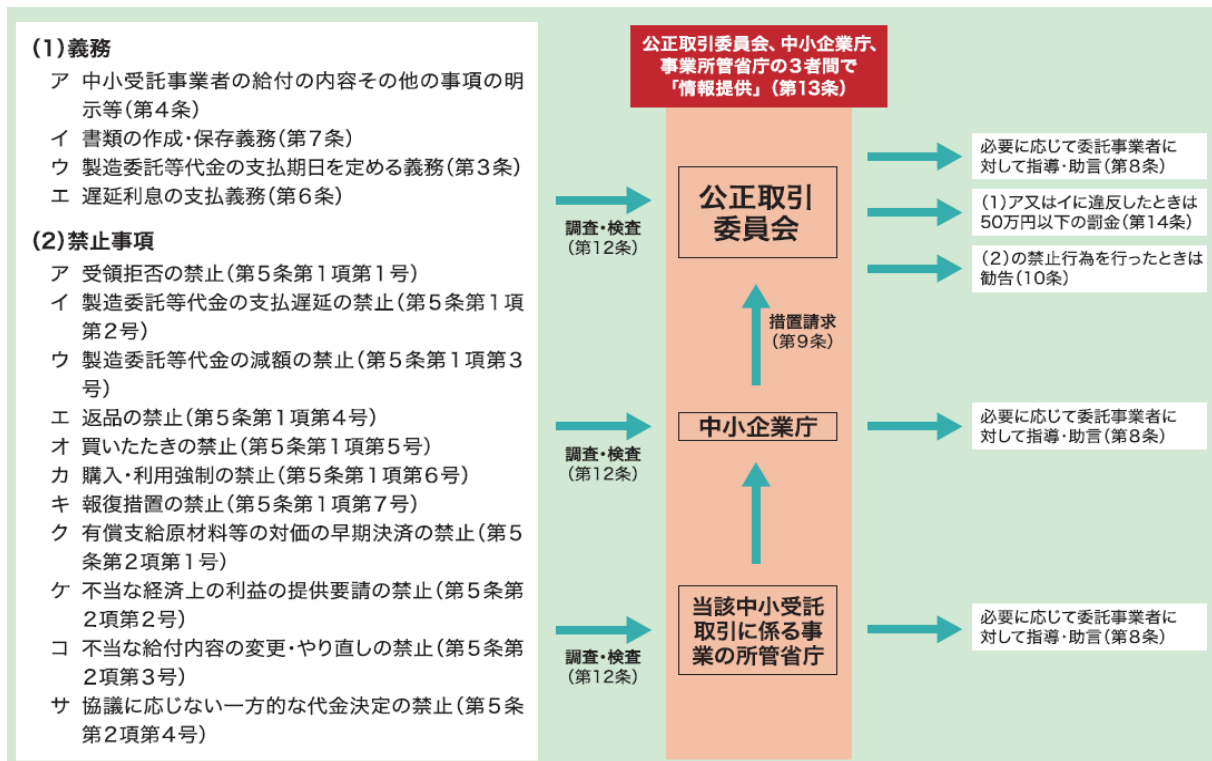 (1)義務
ア 中小受託事業者の給付の内容その他の事項の明
示等(第4条)
イ 書類の作成・保存義務(第7条)
ウ 製造委託等代金の支払期日を定める義務(第3条)
エ 遅延利息の支払義務(第6条)
(2)禁止事項
ア 受領拒否の禁止(第5条第1項第1号)
イ 製造委託等代金の支払遅延の禁止(第5条第1項
第2号)
ウ 製造委託等代金の減額の禁止(第5条第1項第3
号)
エ 返品の禁止(第5条第1項第4号)
オ 買いたたきの禁止(第5条第1項第5号)
カ 購入・利用強制の禁止(第5条第1項第6号)
キ 報復措置の禁止(第5条第1項第7号)
ク 有償支給原材料等の対価の早期決済の禁止(第5
条第2項第1号)
ケ 不当な経済上の利益の提供要請の禁止(第5条第
2項第2号)
コ 不当な給付内容の変更・やり直しの禁止(第5条第
2項第3号)
サ 協議に応じない一方的な代金決定の禁止(第5条
第2項第4号)
公正取引委員会、中小企業庁、
事業所管省庁の3者間で
「情報提供」(第13条)
調査・検査
(第12条)
公正取引
委員会
必要に応じて委託事業者に
対して指導・助言(第8条)
(1)ア又はイに違反したときは
50万円以下の罰金(第14条)
(2)の禁止行為を行ったときは
勧告(10条)
措置請求
(第9条)
調査・検査
(第12条)
中小企業庁
必要に応じて委託事業者に
対して指導・助言(第8条)
調査・検査
(第12条)
当該中小受託
取引に係る事
業の所管省庁
必要に応じて委託事業者に
対して指導・助言(第8条)